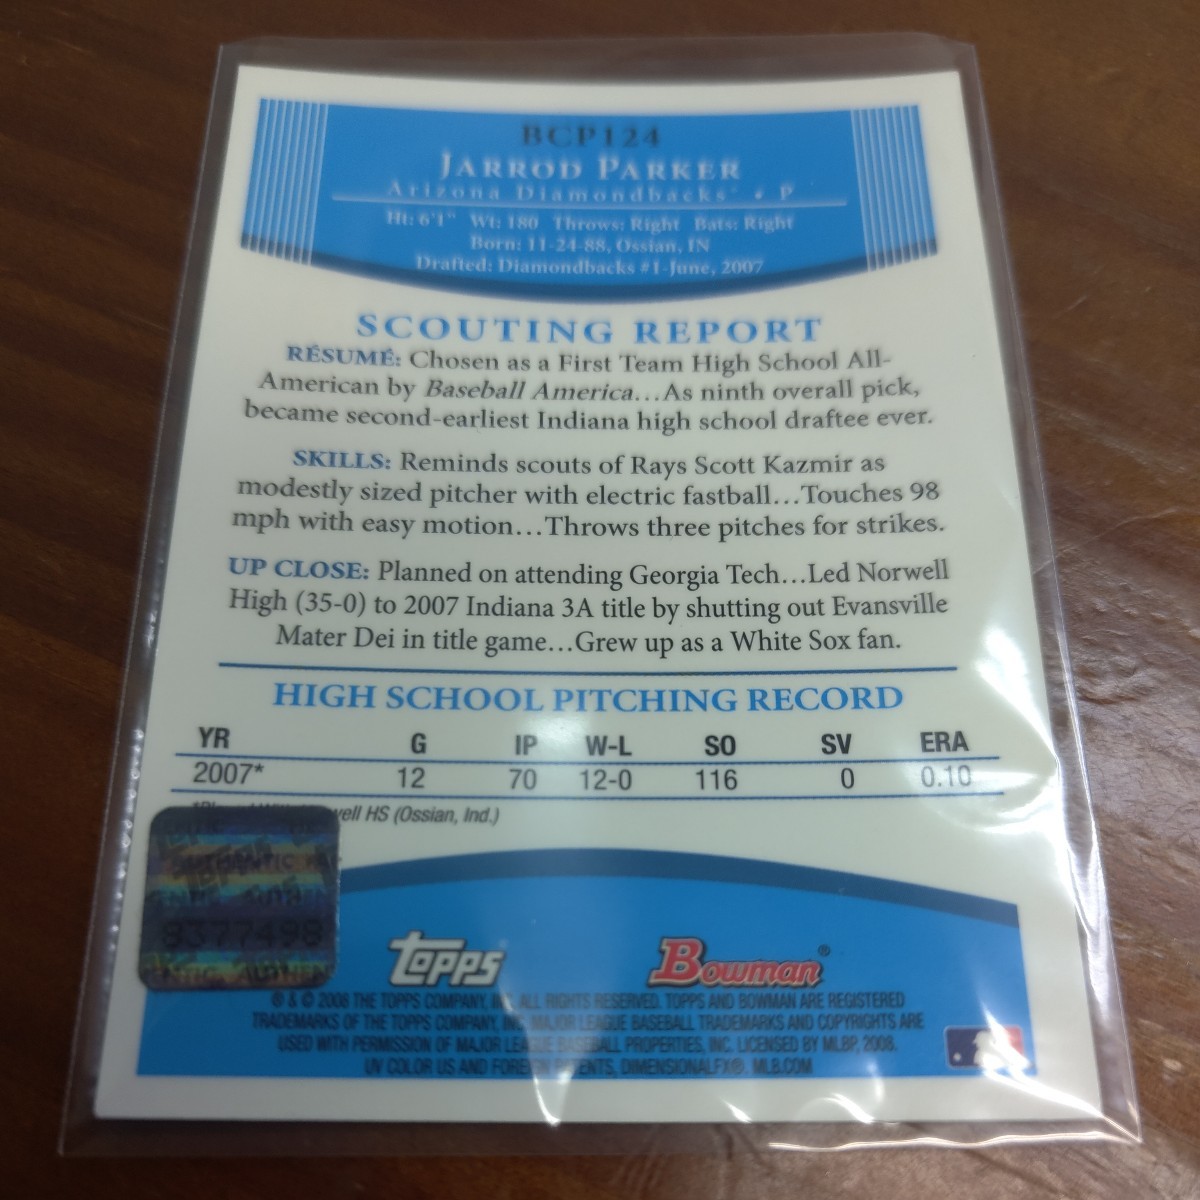 BCP124
JARROD PARKER
Arizona Diamondbacks • P
Ht: 6'1" Wt: 180 Throws: Right Bats: Right
Born: 11-24-88, Ossian, IN
Drafted: Diamondbacks #1-June, 2007
SCOUTING REPORT
RÉSUMÉ: Chosen as a First Team High School All-
American by Baseball America...As ninth overall pick,
became second-earliest Indiana high school draftee ever.
SKILLS: Reminds scouts of Rays Scott Kazmir as
modestly sized pitcher with electric fastball...Touches 98
mph with easy motion...Throws three pitches for strikes.
UP CLOSE: Planned on attending Georgia Tech...Led Norwell
High (35-0) to 2007 Indiana 3A title by shutting out Evansville
Mater Dei in title game...Grew up as a White Sox fan.
HIGH SCHOOL PITCHING RECORD
YR G IP W-L SO SV ERA
2007* 12 70 12-0 116 0 0.10
HS (Ossian, Ind.)
AUTHENTIC
8377498
Topps Bowman®
® & © 2008 THE TOPPS COMPANY, INC. ALL RIGHTS RESERVED. TOPPS AND BOWMAN ARE REGISTERED
TRADEMARKS OF THE TOPPS COMPANY, INC. MAJOR LEAGUE BASEBALL TRADEMARKS AND COPYRIGHTS ARE
USED WITH PERMISSION OF MAJOR LEAGUE BASEBALL PROPERTIES, INC. LICENSED BY MLBP, 2008.
UV COLOR US AND FOREIGN PATENTS, DIMENSIONALFX®. MLB.COM